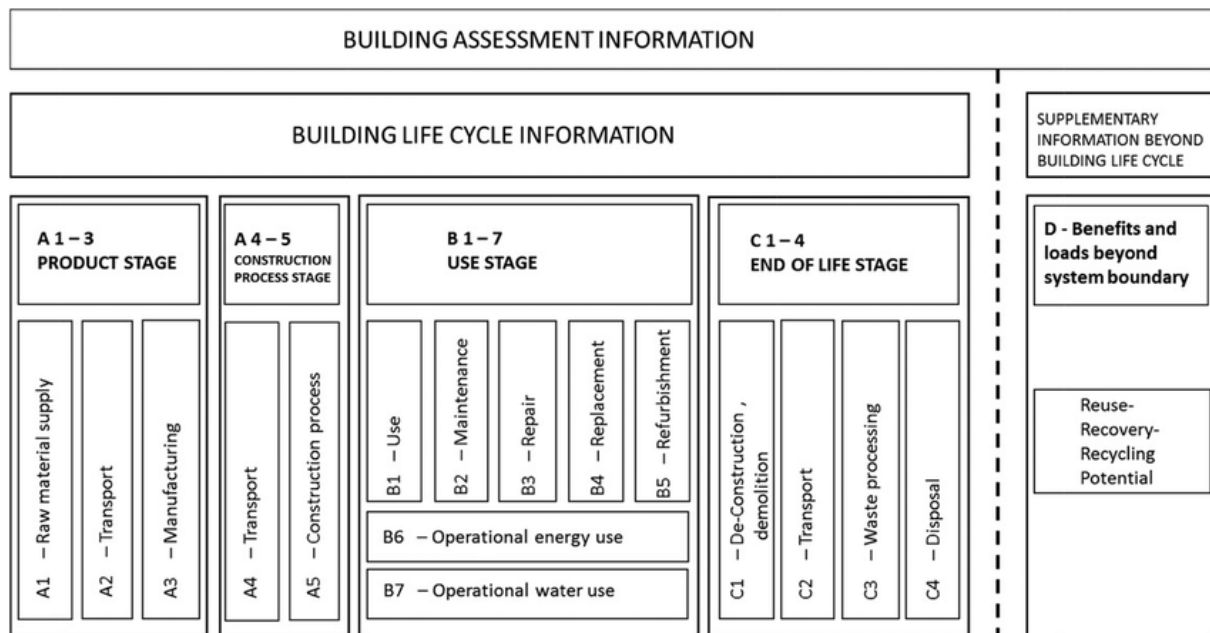 BUILDING ASSESSMENT INFORMATION
BUILDING LIFE CYCLE INFORMATION
SUPPLEMENTARY
INFORMATION BEYOND
BUILDING LIFE CYCLE
A 1 – 3
PRODUCT STAGE
A 4 – 5
CONSTRUCTION
PROCESS STAGE
B 1 – 7
USE STAGE
C 1 – 4
END OF LIFE STAGE
D - Benefits and
loads beyond
system boundary
A1 – Raw material supply
A2 – Transport
A3 – Manufacturing
A4 – Transport
A5 – Construction process
B1 – Use
B2 – Maintenance
B3 – Repair
B4 – Replacement
B5 – Refurbishment
B6 – Operational energy use
B7 – Operational water use
C1 – De-Construction ,
demolition
C2 – Transport
C3 – Waste processing
C4 – Disposal
Reuse-
Recovery-
Recycling
Potential